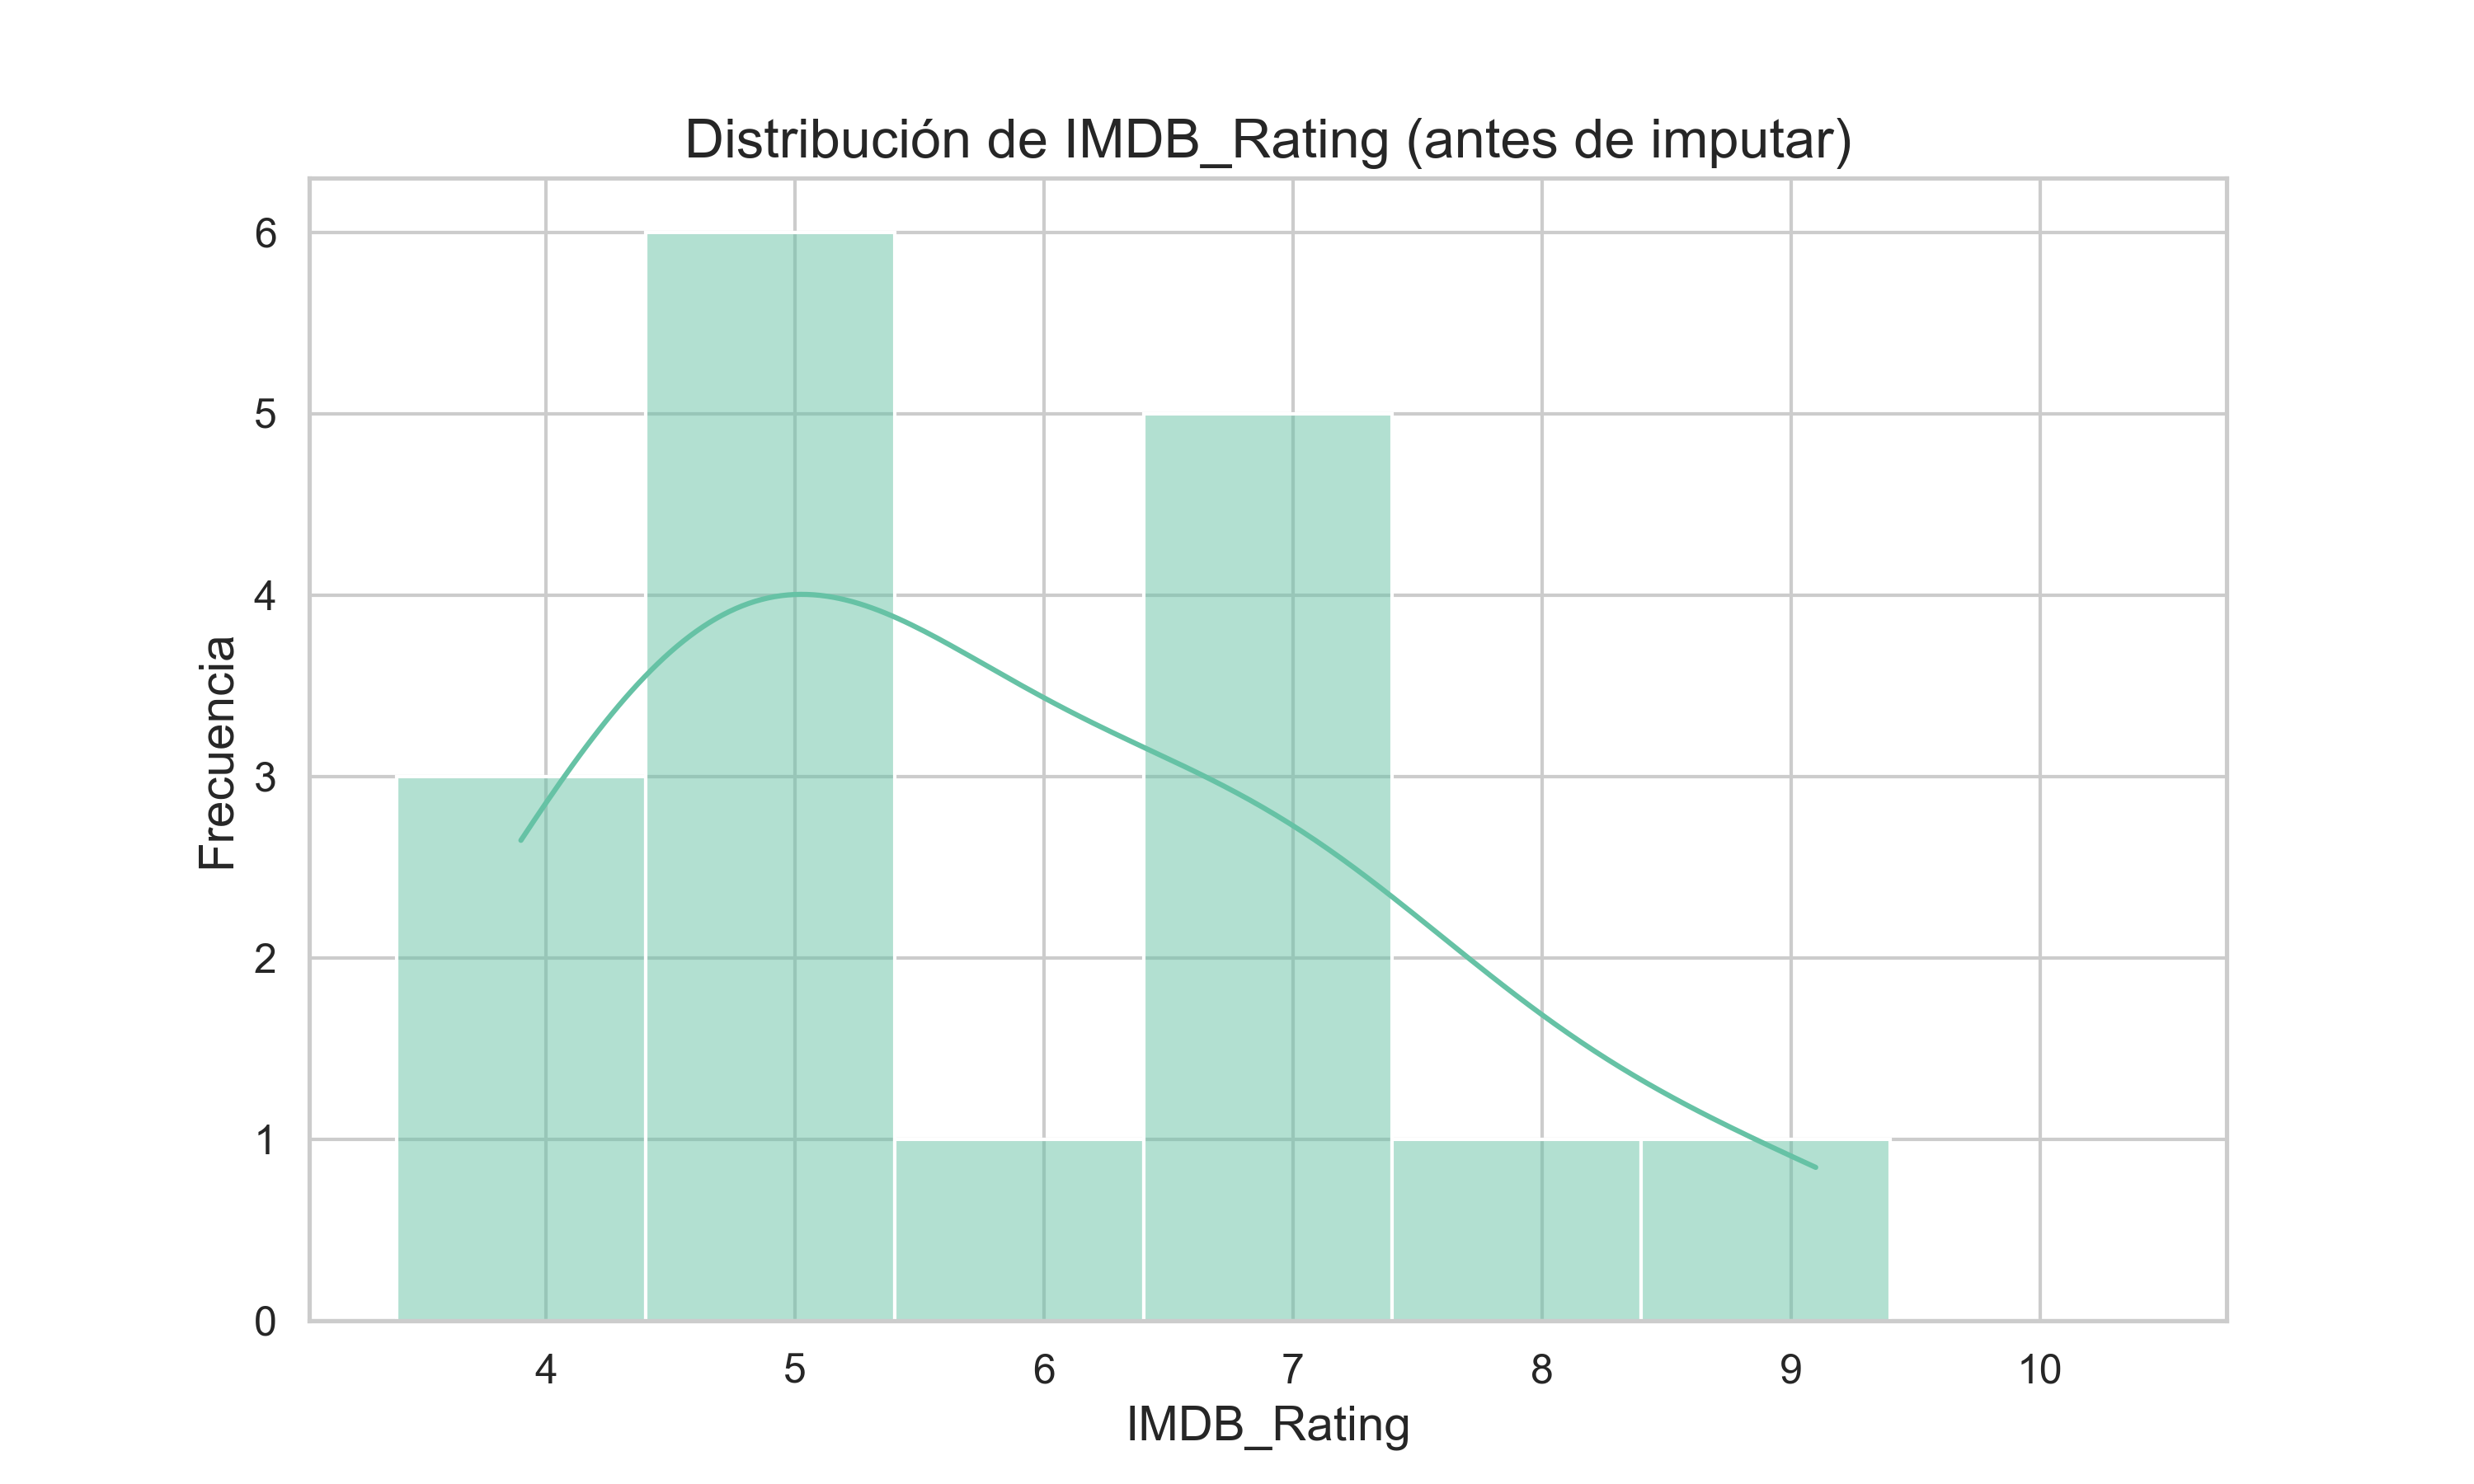 Distribución de IMDB_Rating (antes de imputar)
6
5
4
3
2
1
0
Frecuencia
4 5 6 7 8 9 10
IMDB_Rating